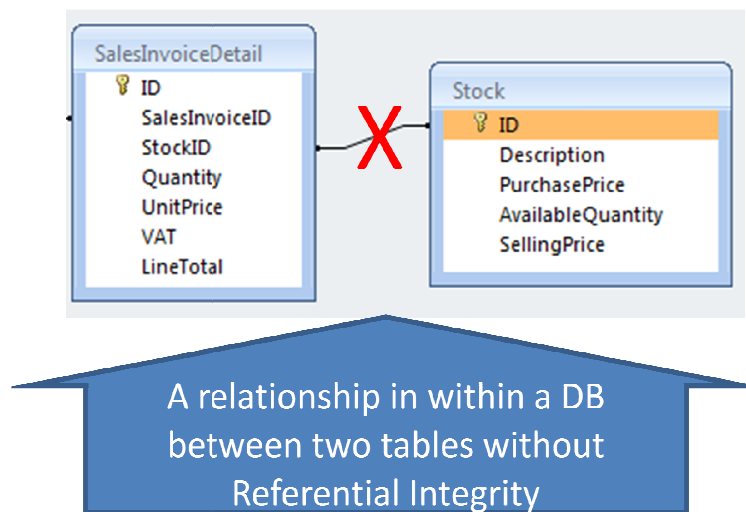 SalesInvoiceDetail
ID
SalesInvoiceID
StockID
Quantity
UnitPrice
VAT
LineTotal
X
Stock
ID
Description
PurchasePrice
AvailableQuantity
SellingPrice
A relationship in within a DB
between two tables without
Referential Integrity